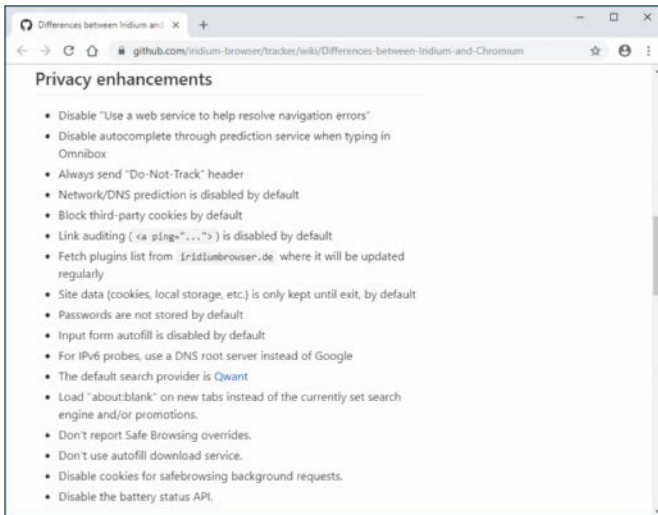 Differences between Iridium and
github.com/iridium-browser/tracker/wiki/Differences-between-Iridium-and-Chromium
Privacy enhancements
Disable "Use a web service to help resolve navigation errors"
Disable autocomplete through prediction service when typing in
Omnibox
Always send "Do-Not-Track" header
Network/DNS prediction is disabled by default
Block third-party cookies by default
Link auditing ( <a ping="..."> ) is disabled by default
Fetch plugins list from iridiumbrowser.de where it will be updated
regularly
Site data (cookies, local storage, etc.) is only kept until exit, by default
Passwords are not stored by default
Input form autofill is disabled by default
For IPv6 probes, use a DNS root server instead of Google
The default search provider is Qwant
Load "about:blank" on new tabs instead of the currently set search
engine and/or promotions.
Don't report Safe Browsing overrides.
Don't use autofill download service.
Disable cookies for safebrowsing background requests.
Disable the battery status API.